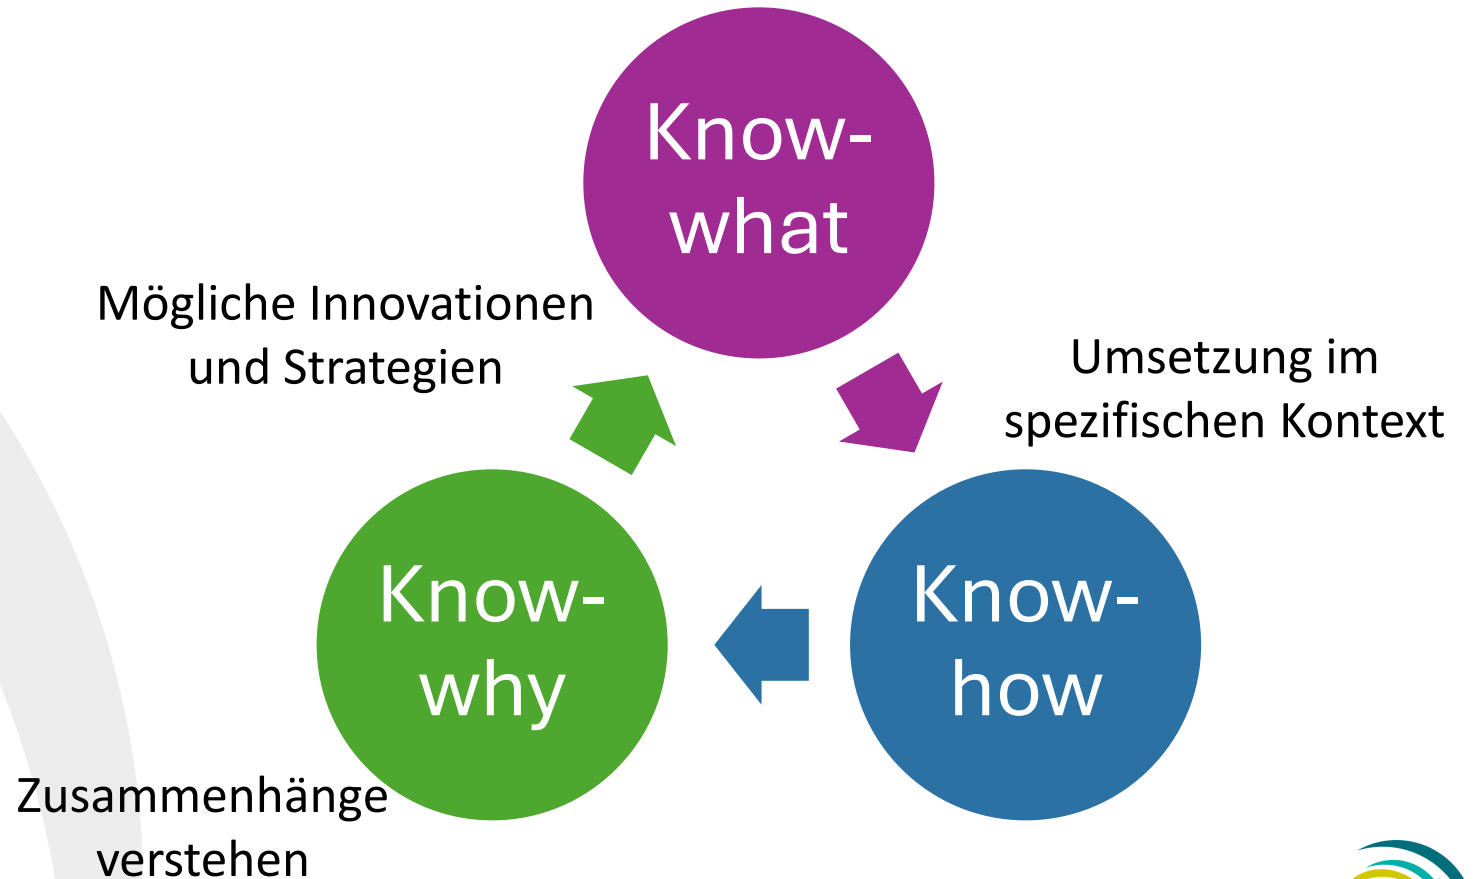 Know-
what
Mögliche Innovationen
und Strategien
Umsetzung im
spezifischen Kontext
Know-
why
Know-
how
Zusammenhänge
verstehen